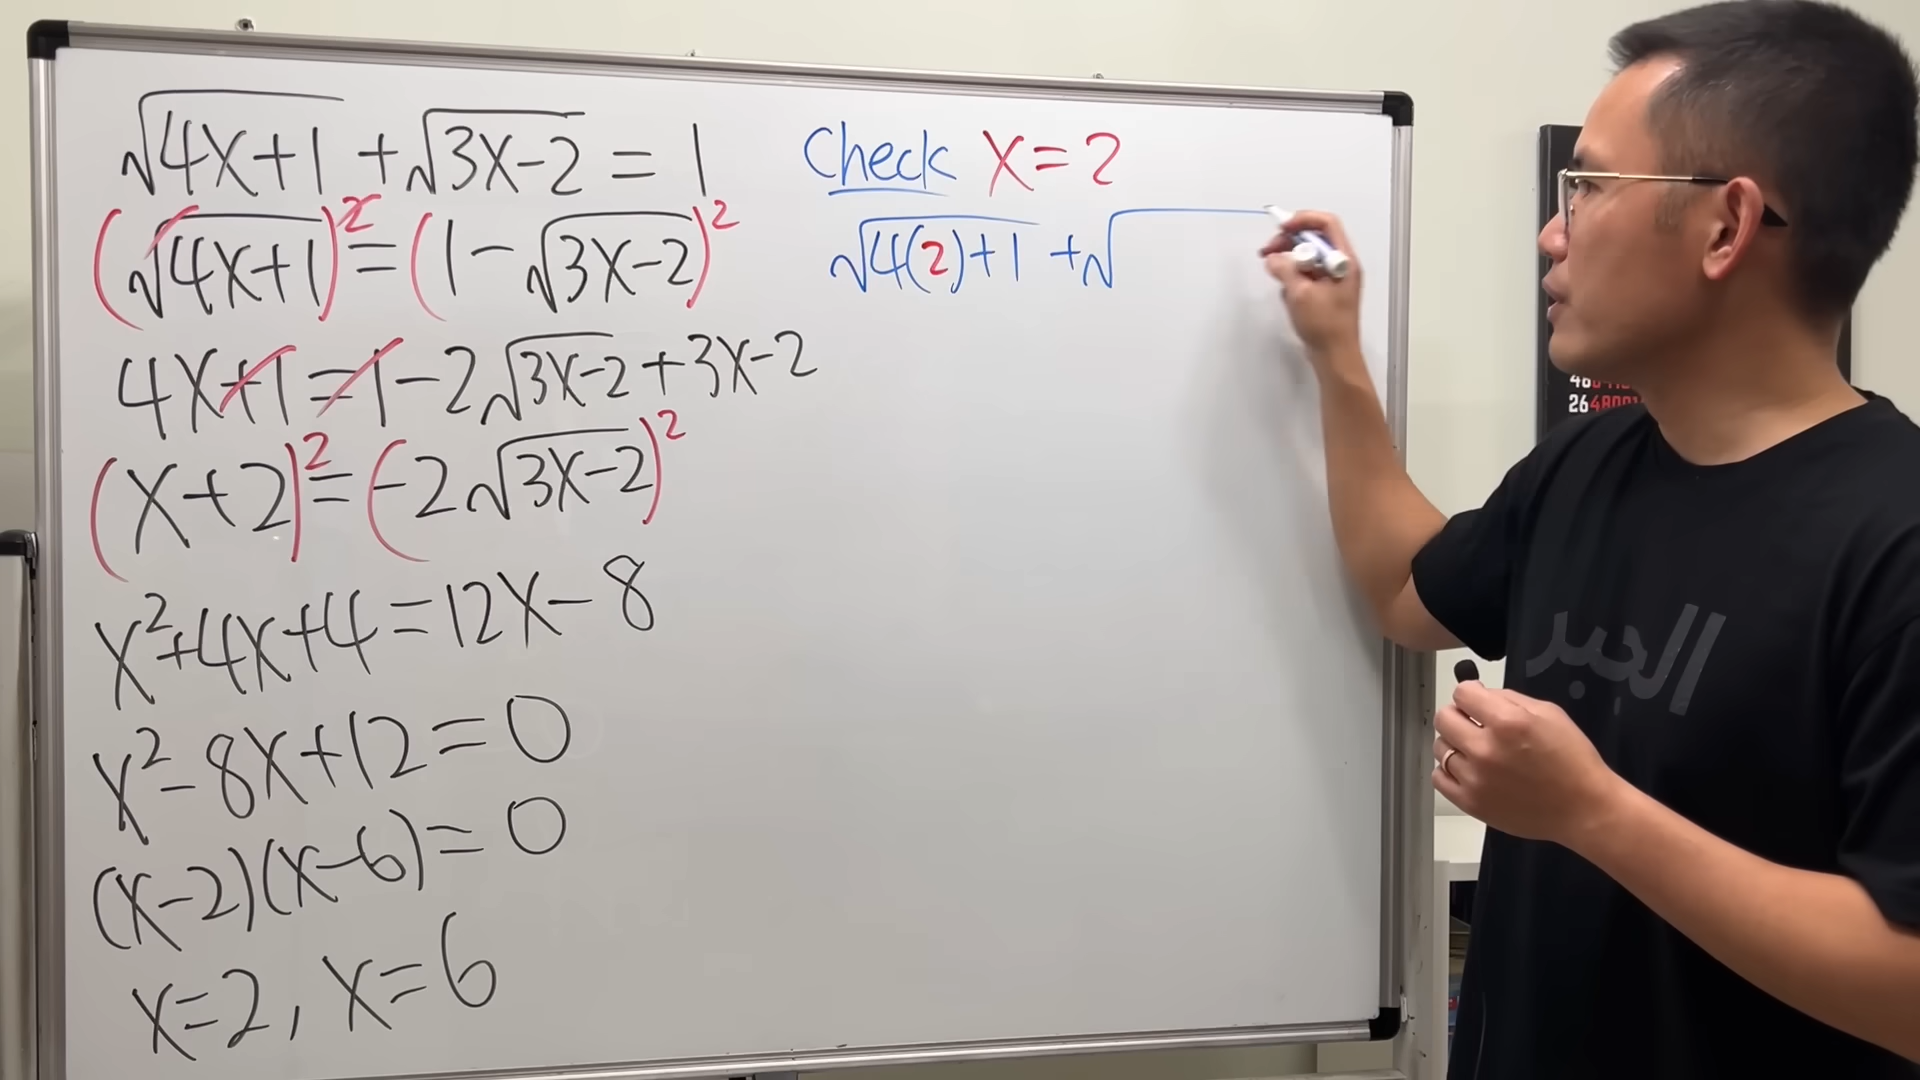 √(4x+1) + √(3x-2) = 1
(√(4x+1))² = (1 - √(3x-2))²
4x+1 = 1 - 2√(3x-2) + 3x-2
(x+2)² = (-2√(3x-2))²
x²+4x+4 = 12x-8
x²-8x+12 = 0
(x-2)(x-6) = 0
x=2, x=6
Check x=2
√(4(2)+1) + √
الجبر